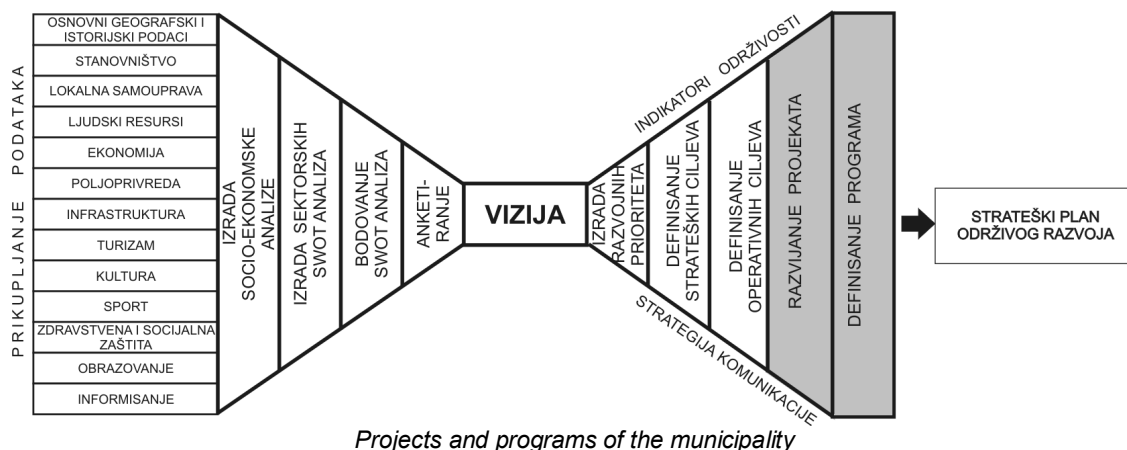 PRIKUPLJANJE PODATAKA
OSNOVNI GEOGRAFSKI I
ISTORIJSKI PODACI
STANOVNIŠTVO
LOKALNA SAMOUPRAVA
LJUDSKI RESURSI
EKONOMIJA
POLJOPRIVREDA
INFRASTRUKTURA
TURIZAM
KULTURA
SPORT
ZDRAVSTVENA I SOCIJALNA
ZAŠTITA
OBRAZOVANJE
INFORMISANJE
IZRADA
SOCIO-EKONOMSKE
ANALIZE
IZRADA SEKTORSKIH
SWOT ANALIZA
BODOVANJE
SWOT ANALIZA
ANKETI-
RANJE
VIZIJA
IZRADA
RAZVOJNIH
PRIORITETA
DEFINISANJE
STRATEŠKIH CILJEVA
DEFINISANJE
OPERATIVNIH CILJEVA
RAZVIJANJE PROJEKATA
DEFINISANJE PROGRAMA
INDIKATORI ODRŽIVOSTI
STRATEGIJA KOMUNIKACIJE
STRATEŠKI PLAN
ODRŽIVOG RAZVOJA
Projects and programs of the municipality